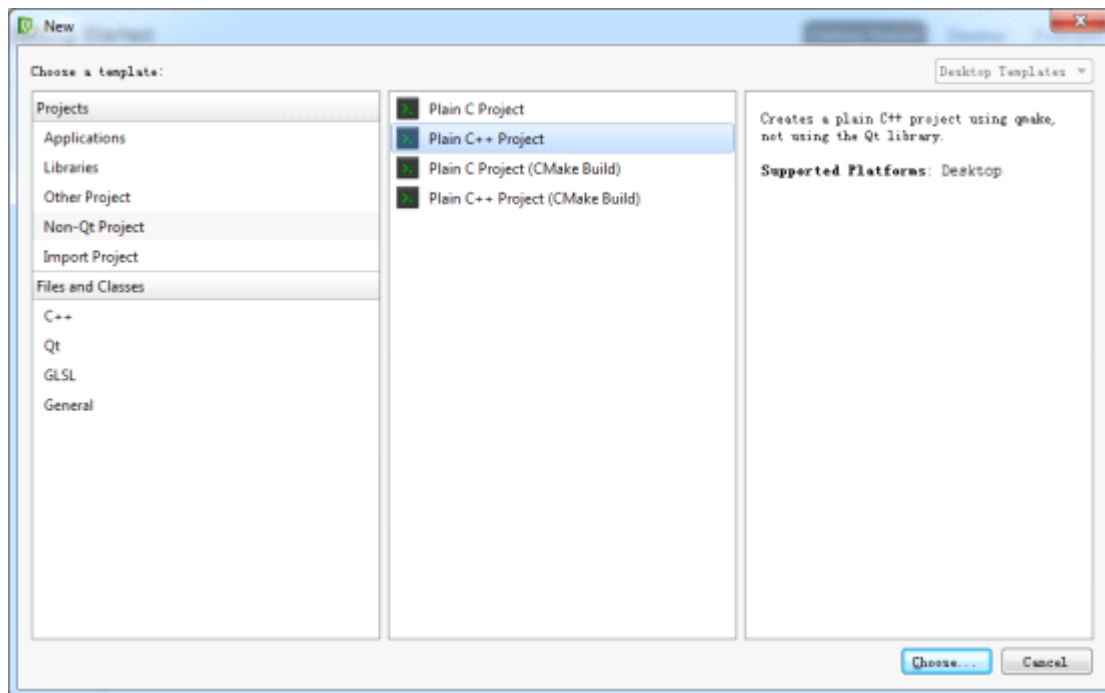 New
Choose a template:
Desktop Templates
Projects
Applications
Libraries
Other Project
Non-Qt Project
Import Project
Files and Classes
C++
Qt
GLSL
General
Plain C Project
Plain C++ Project
Plain C Project (CMake Build)
Plain C++ Project (CMake Build)
Creates a plain C++ project using qmake,
not using the Qt library.
Supported Platforms: Desktop
Choose...
Cancel